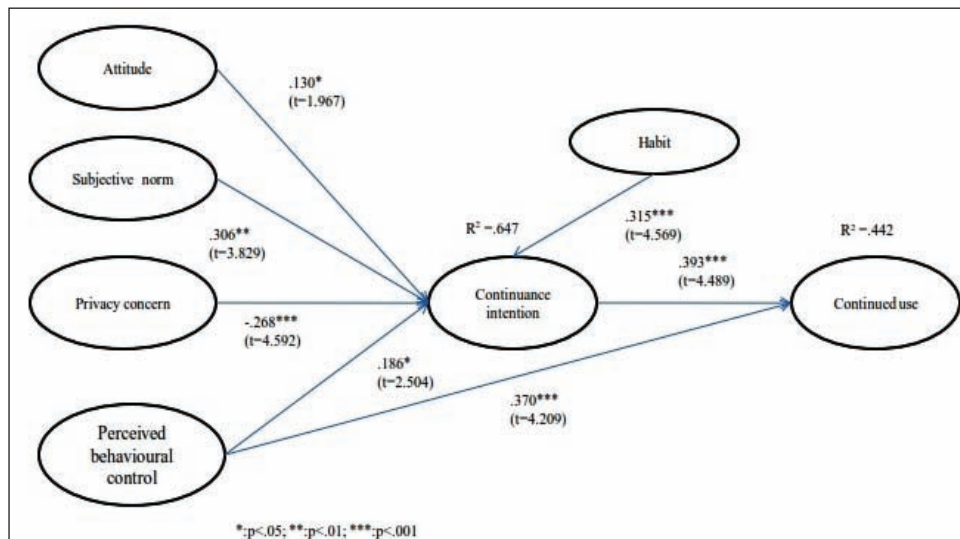 Attitude
.130*
(t=1.967)
Habit
Subjective norm
.306**
(t=3.829)
R² =.647
.315***
(t=4.569)
R² =.442
Privacy concern
-.268***
(t=4.592)
Continuance
intention
.393***
(t=4.489)
Continued use
.186*
(t=2.504)
.370***
(t=4.209)
Perceived
behavioural
control
*:p<.05; **:p<.01; ***:p<.001